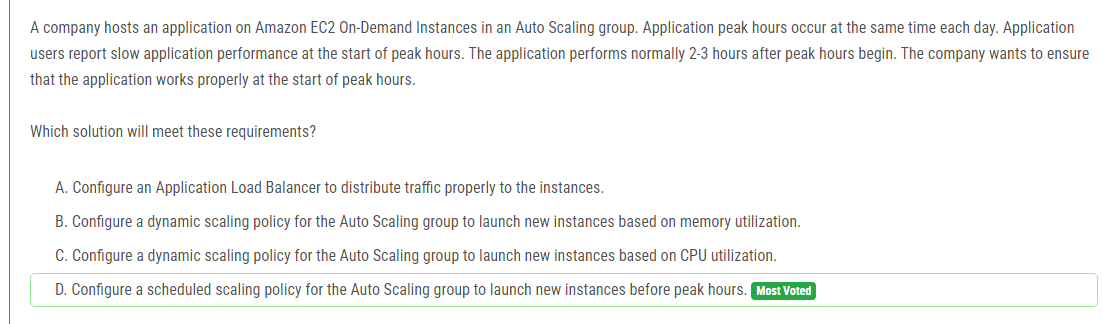 A company hosts an application on Amazon EC2 On-Demand Instances in an Auto Scaling group. Application peak hours occur at the same time each day. Application
users report slow application performance at the start of peak hours. The application performs normally 2-3 hours after peak hours begin. The company wants to ensure
that the application works properly at the start of peak hours.
Which solution will meet these requirements?
A. Configure an Application Load Balancer to distribute traffic properly to the instances.
B. Configure a dynamic scaling policy for the Auto Scaling group to launch new instances based on memory utilization.
C. Configure a dynamic scaling policy for the Auto Scaling group to launch new instances based on CPU utilization.
D. Configure a scheduled scaling policy for the Auto Scaling group to launch new instances before peak hours. Most Voted